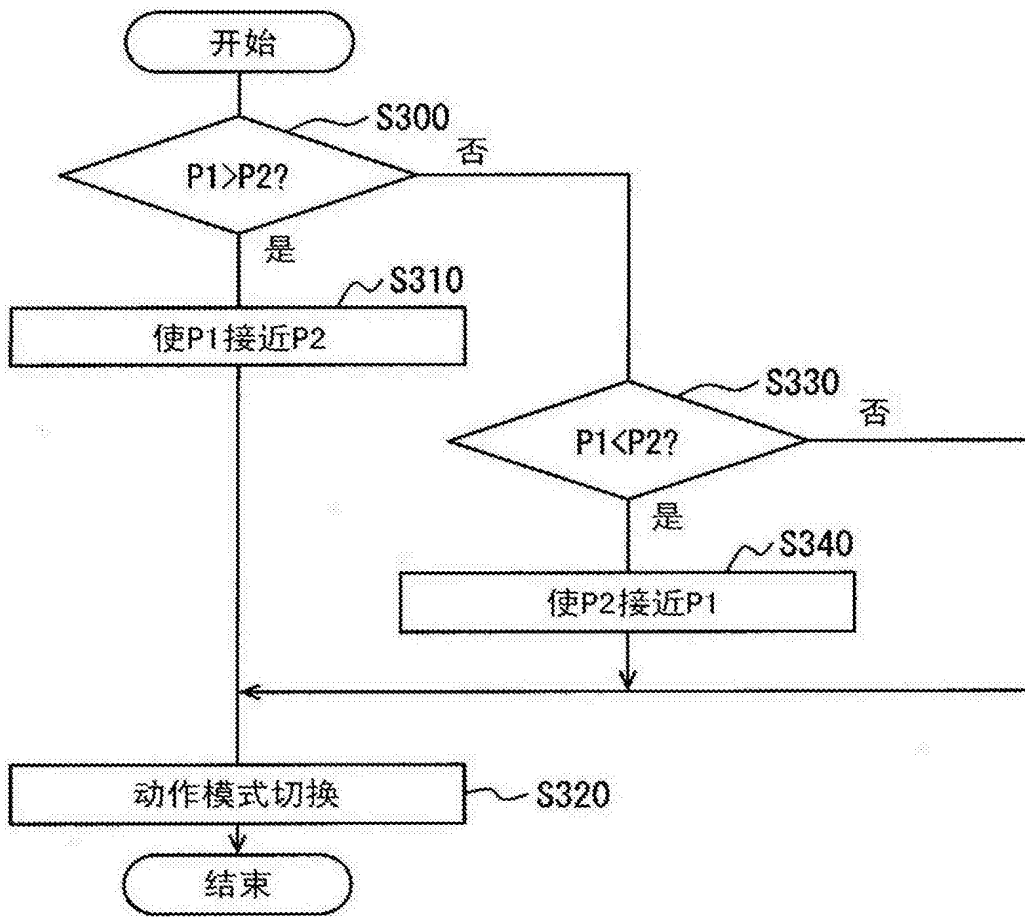 开始
S300
P1>P2?
否
是
S310
使P1接近P2
S330
P1<P2?
否
是
S340
使P2接近P1
动作模式切换
S320
结束